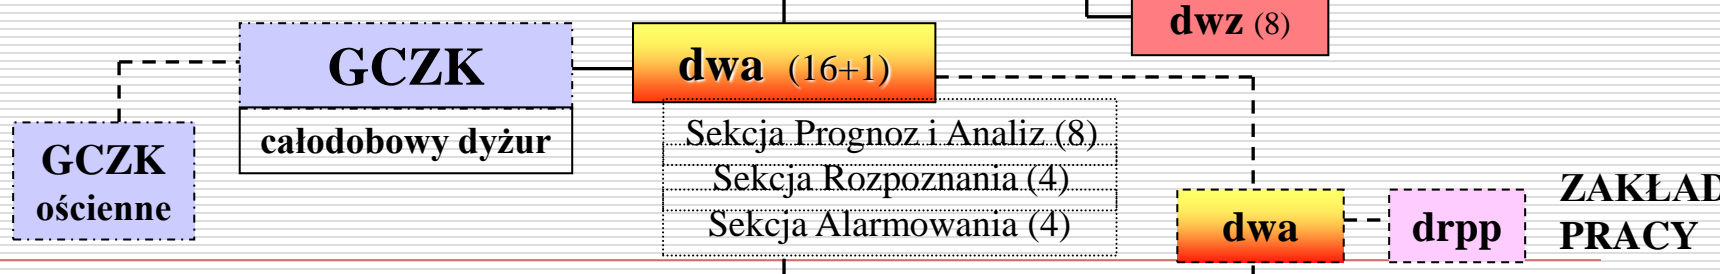 dwz (8)
GCZK
dwa (16+1)
całodobowy dyżur
Sekcja Prognoz i Analiz (8)
GCZK
ościenne
Sekcja Rozpoznania (4)
Sekcja Alarmowania (4)
dwa
drpp
ZAKŁAD
PRACY